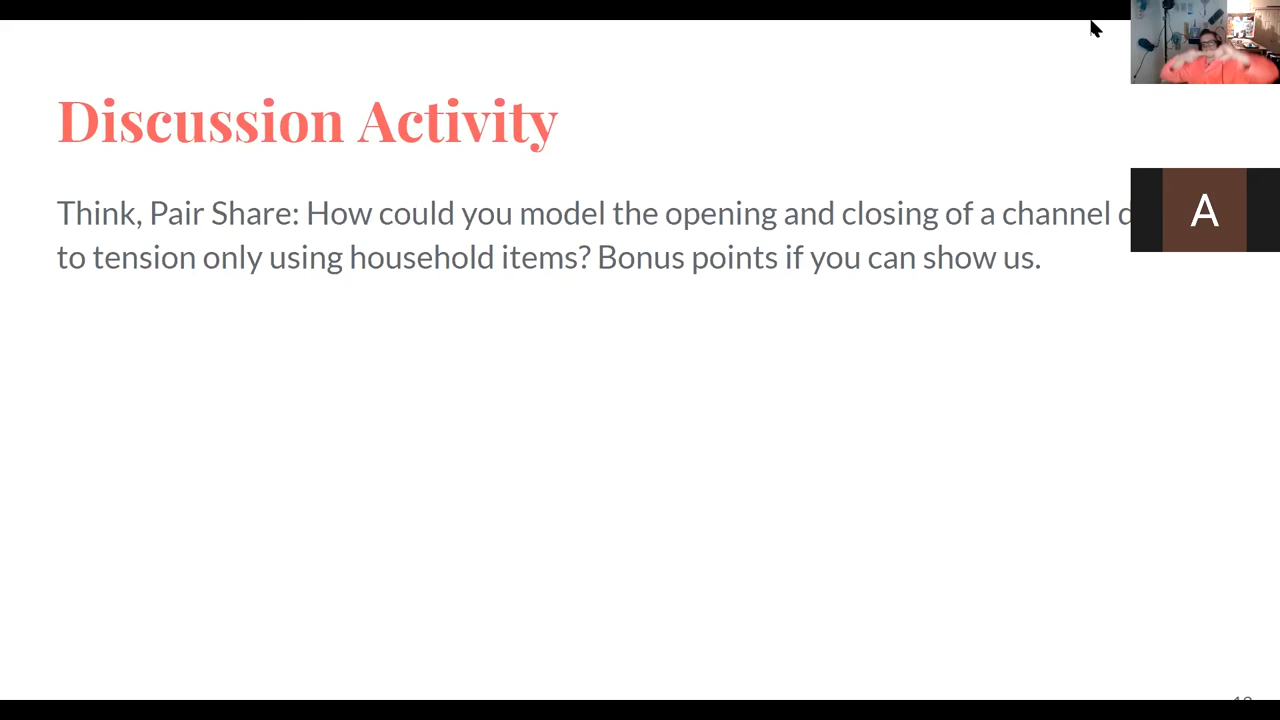 Discussion Activity
Think, Pair Share: How could you model the opening and closing of a channel
to tension only using household items? Bonus points if you can show us.
A